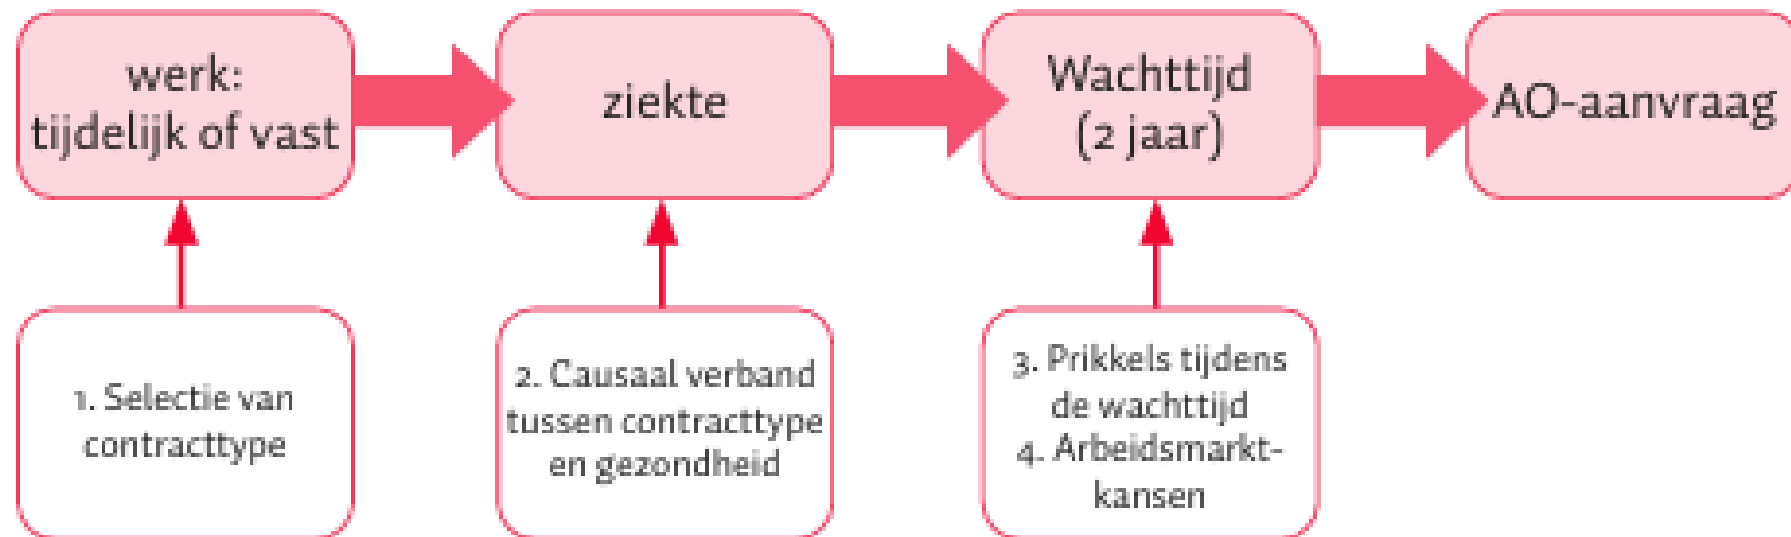 werk:
tijdelijk of vast
ziekte
Wachttijd
(2 jaar)
AO-aanvraag
1. Selectie van
contracttype
2. Causaal verband
tussen contracttype
en gezondheid
3. Prikkels tijdens
de wachttijd
4. Arbeidsmarkt-
kansen